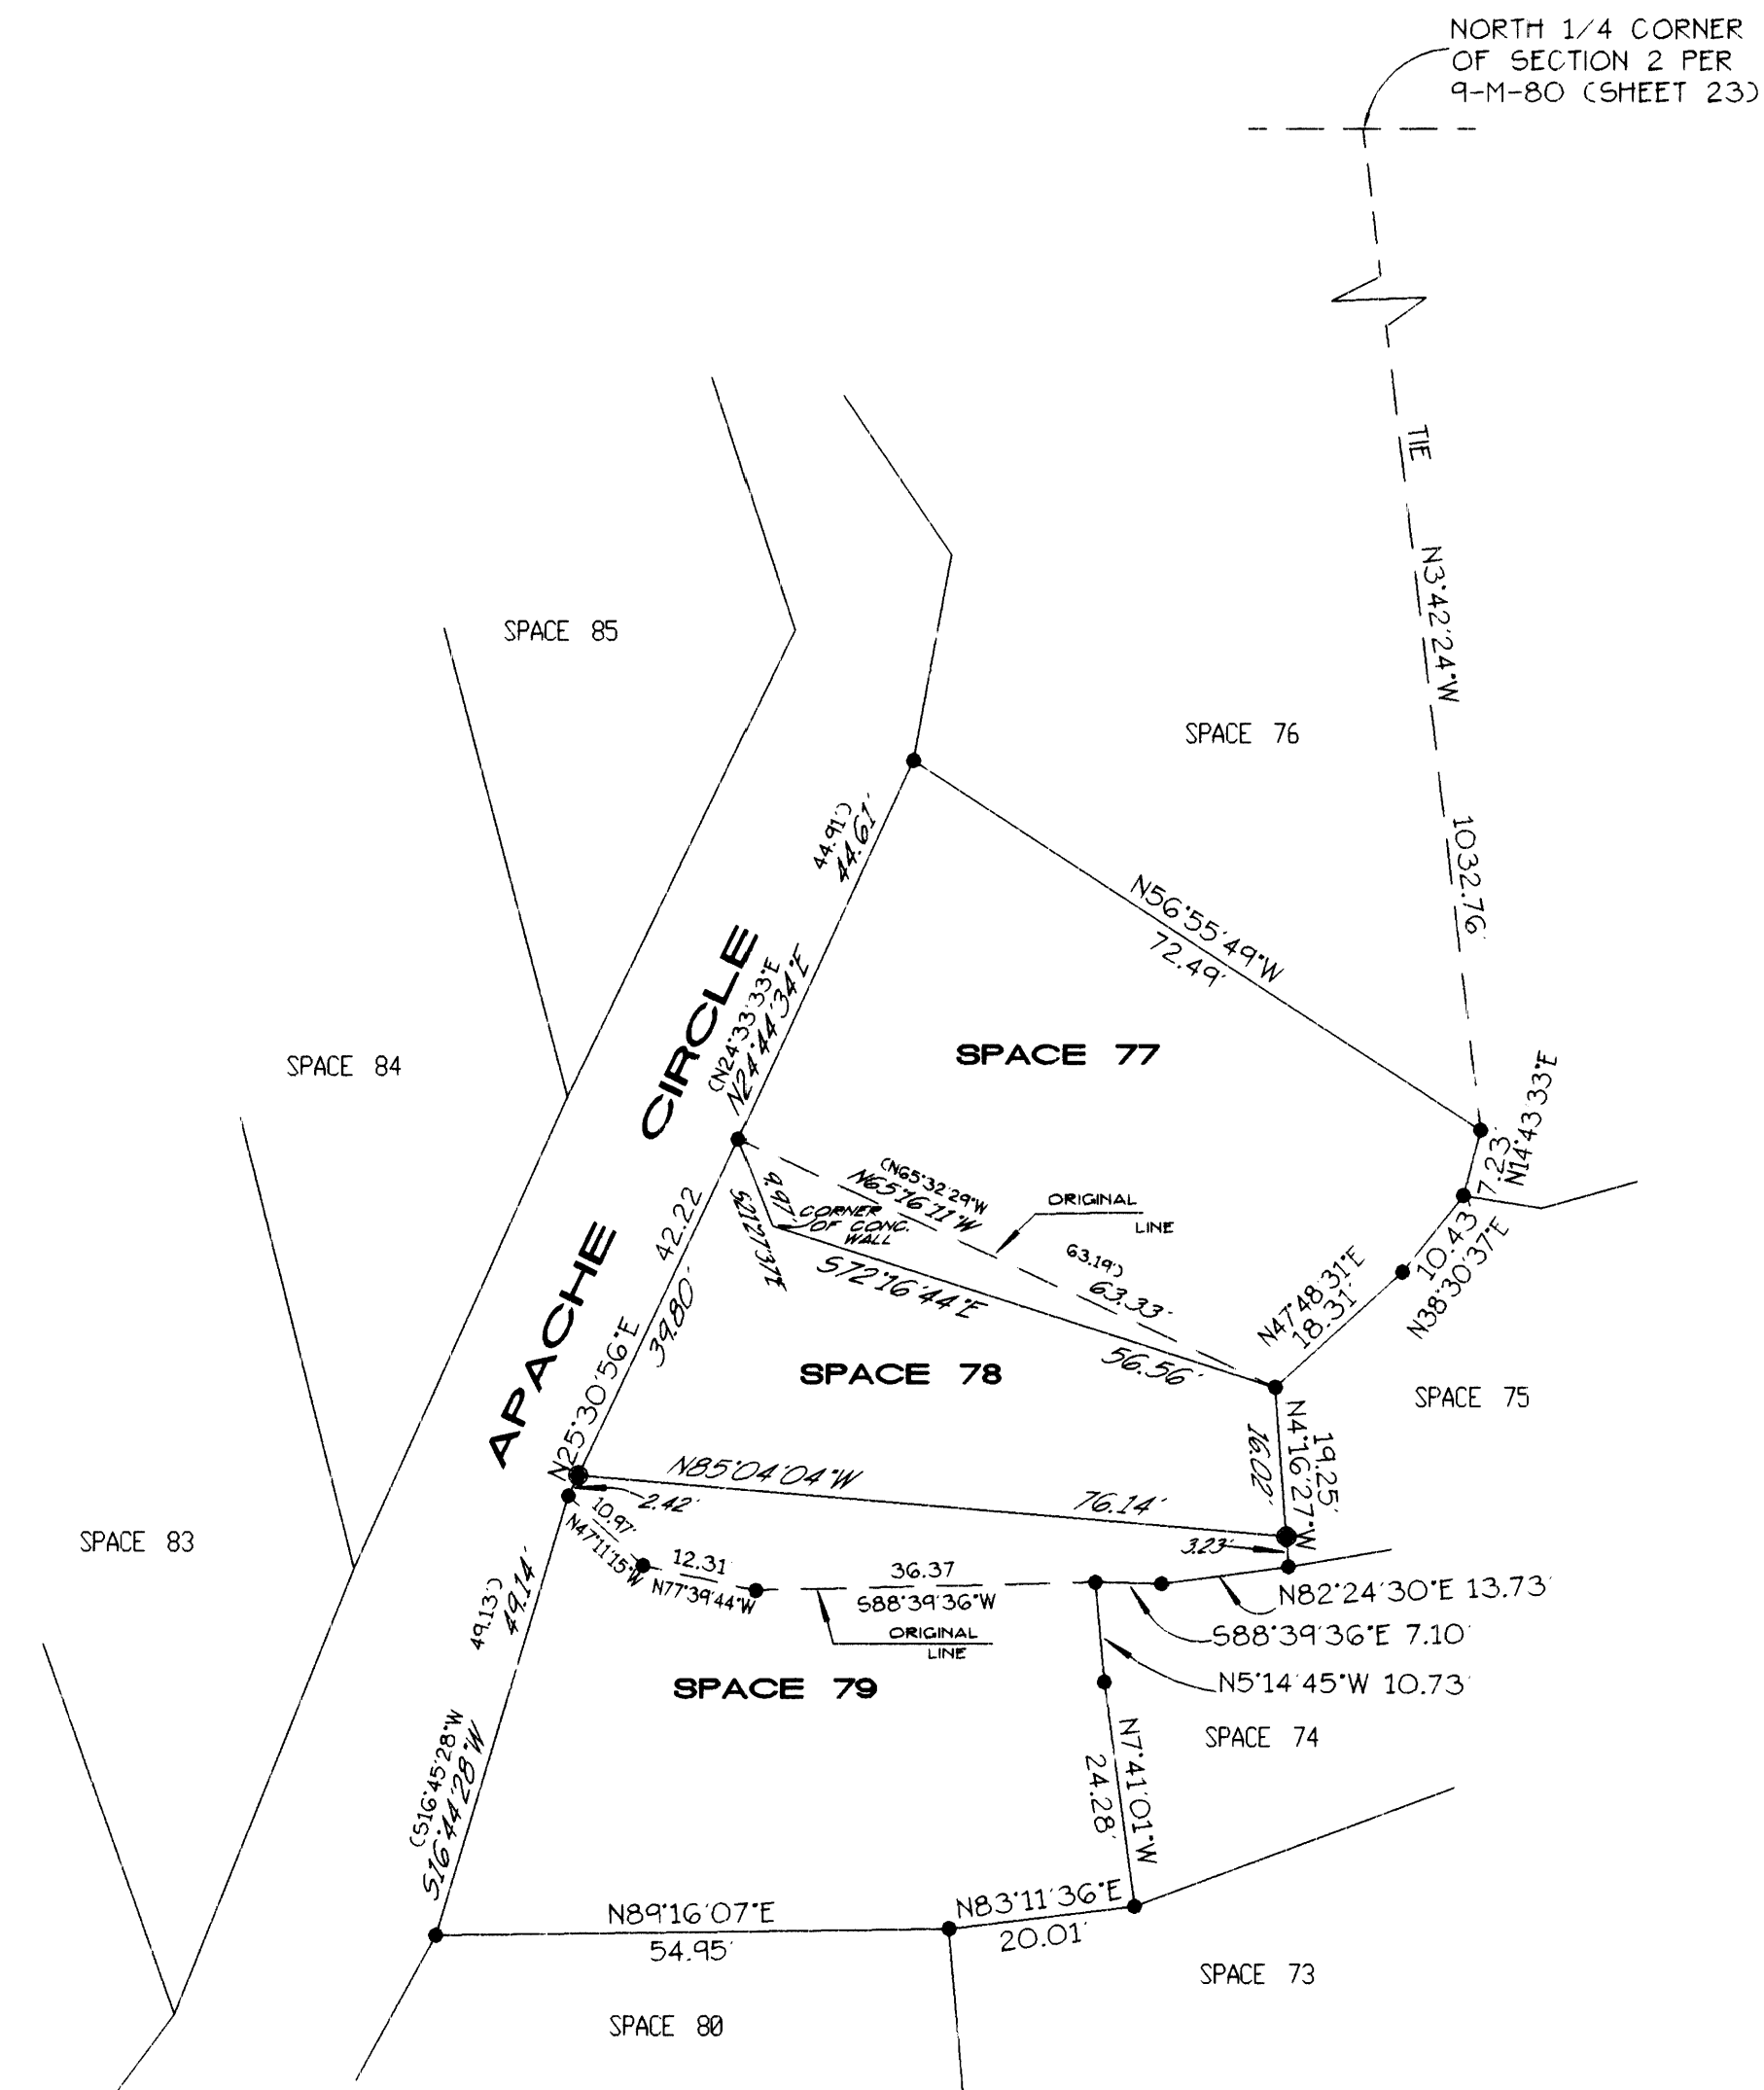 NORTH 1/4 CORNER
OF SECTION 2 PER
9-M-80 (SHEET 23)
TIE
N3°42'24"W
1032.76'
SPACE 85
SPACE 76
44.91')
44.61'
N56°55'49"W
72.49'
CIRCLE
(N24°33'33"E
N24°44'34"E
SPACE 77
SPACE 84
7.23'
N14°43'33"E
(N65°32'29"W
N65°16'11"W
ORIGINAL
LINE
9.67'
S21°27'37"E
CORNER
OF CONC.
WALL
63.19')
63.33'
10.43'
N38°30'37"E
42.22
39.80'
S72°16'44"E
N47°48'31"E
18.31'
APACHE
N25°30'56"E
56.56'
SPACE 78
SPACE 75
19.25'
N4°16'27"W
16.02'
N85°04'04"W
76.14'
2.42'
3.23'
SPACE 83
10.97'
N47°11'15"W
12.31'
N77°39'44"W
36.37
S88°39'36"W
ORIGINAL
LINE
N82°24'30"E 13.73'
S88°39'36"E 7.10'
N5°14'45"W 10.73'
49.13')
49.14'
SPACE 79
SPACE 74
N7°41'01"W
24.28'
(S16°45'28"W
S16°44'28"W
N89°16'07"E
54.95'
N83°11'36"E
20.01'
SPACE 73
SPACE 80